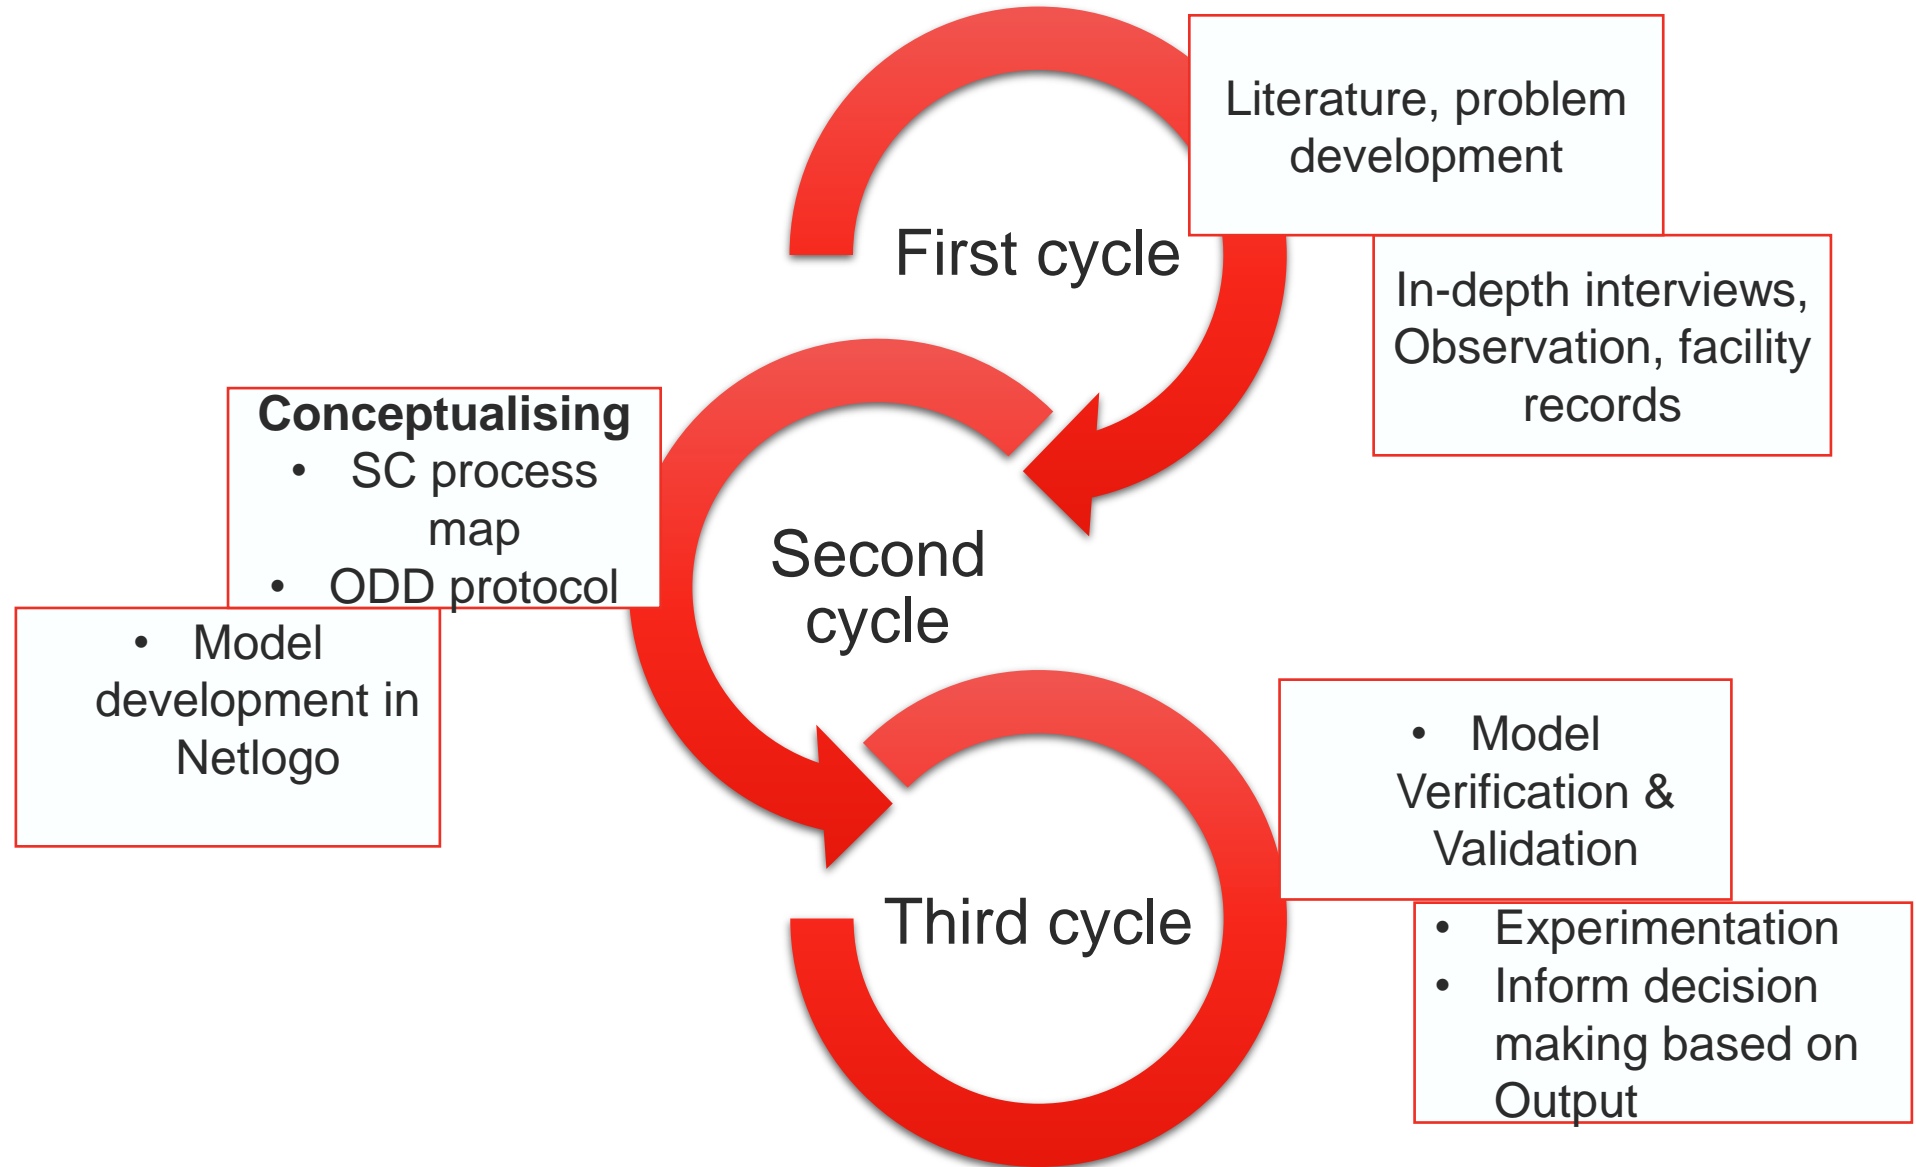 First cycle
Literature, problem
development
In-depth interviews,
Observation, facility
records
Second
cycle
Conceptualising
• SC process
map
• ODD protocol
• Model
development in
Netlogo
Third cycle
• Model
Verification &
Validation
• Experimentation
• Inform decision
making based on
Output